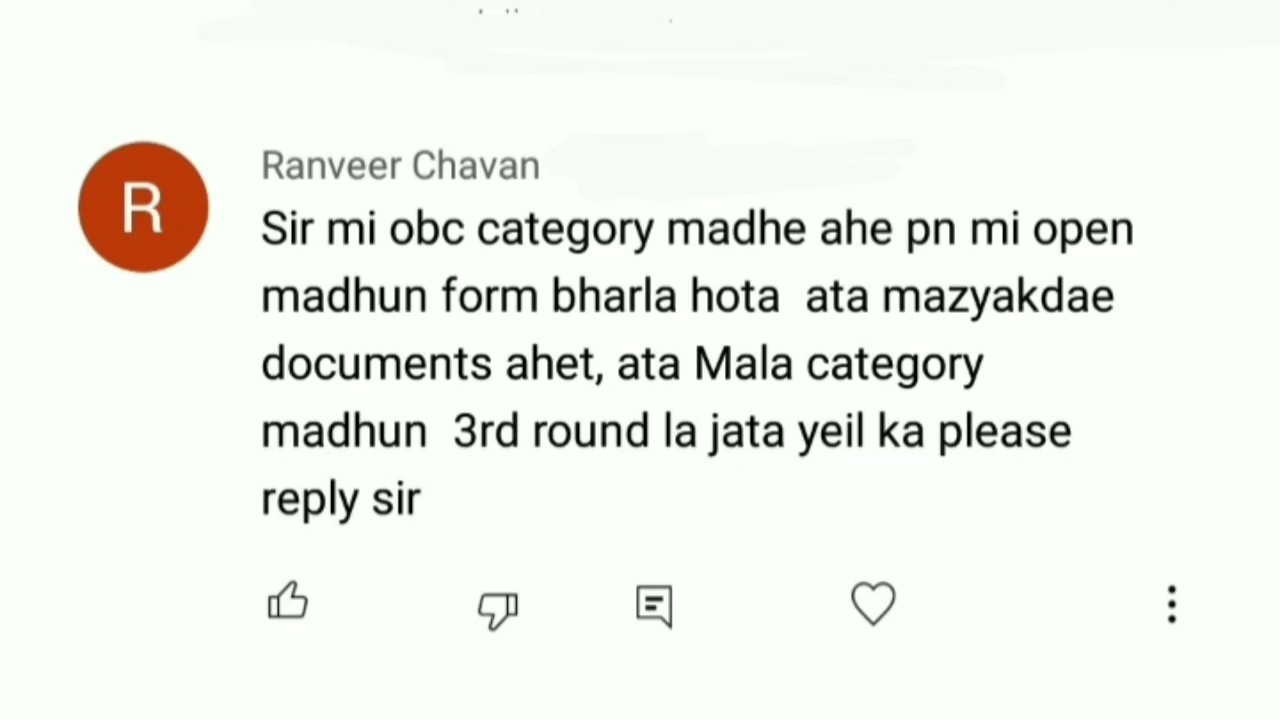 R
Ranveer Chavan
Sir mi obc category madhe ahe pn mi open
madhun form bharla hota  ata mazyakdae
documents ahet, ata Mala category
madhun  3rd round la jata yeil ka please
reply sir